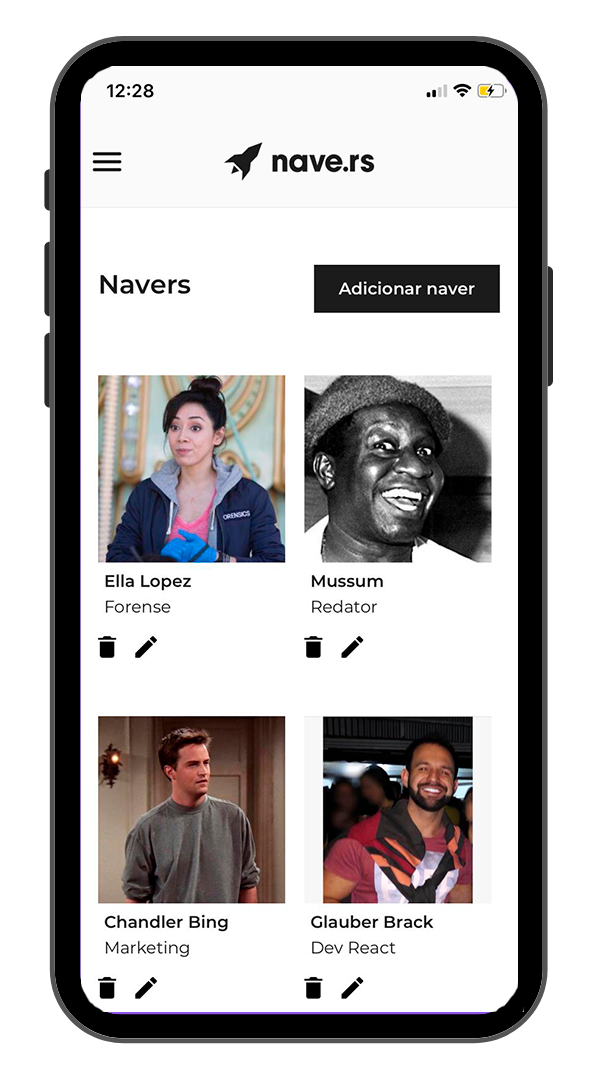 12:28
nave.rs
Navers
Adicionar naver
ORENSICS
Ella Lopez
Forense
Mussum
Redator
Chandler Bing
Marketing
Glauber Brack
Dev React